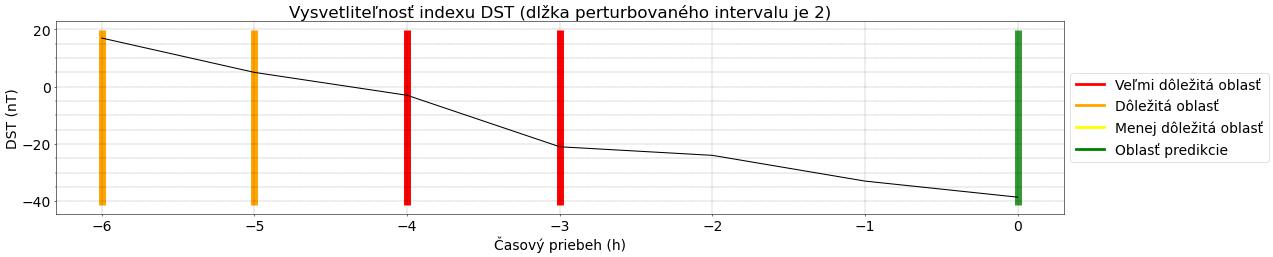 Vysvetliteľnosť indexu DST (dlžka perturbovaného intervalu je 2)
20
0
−20
−40
DST (nT)
−6 −5 −4 −3 −2 −1 0
Časový priebeh (h)
Veľmi dôležitá oblasť
Dôležitá oblasť
Menej dôležitá oblasť
Oblasť predikcie